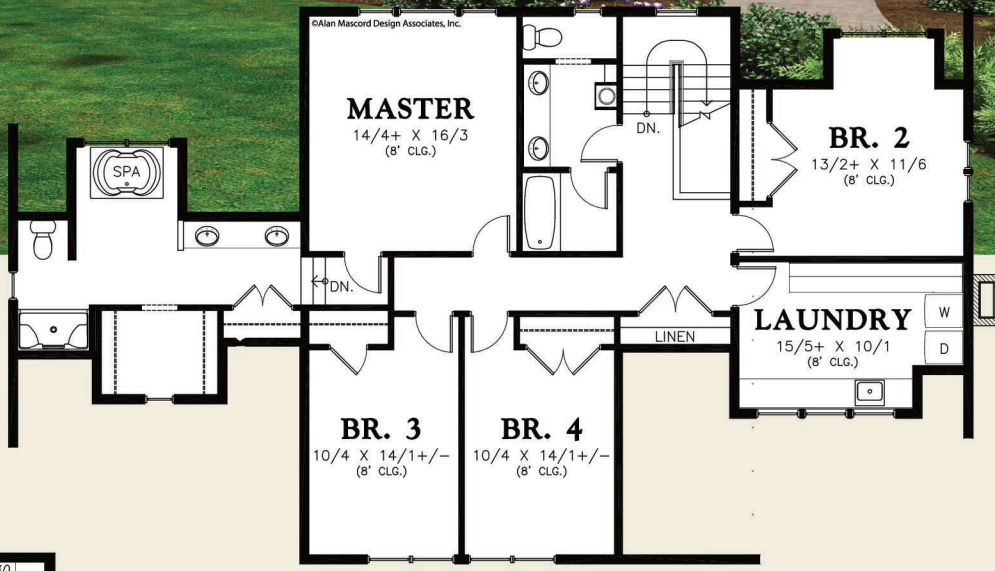 ©Alan Mascord Design Associates, Inc.
MASTER
14/4+ X 16/3
(8' CLG.)
DN.
BR. 2
13/2+ X 11/6
(8' CLG.)
SPA
DN.
LINEN
LAUNDRY
15/5+ X 10/1
(8' CLG.)
W
D
BR. 3
10/4 X 14/1+/-
(8' CLG.)
BR. 4
10/4 X 14/1+/-
(8' CLG.)